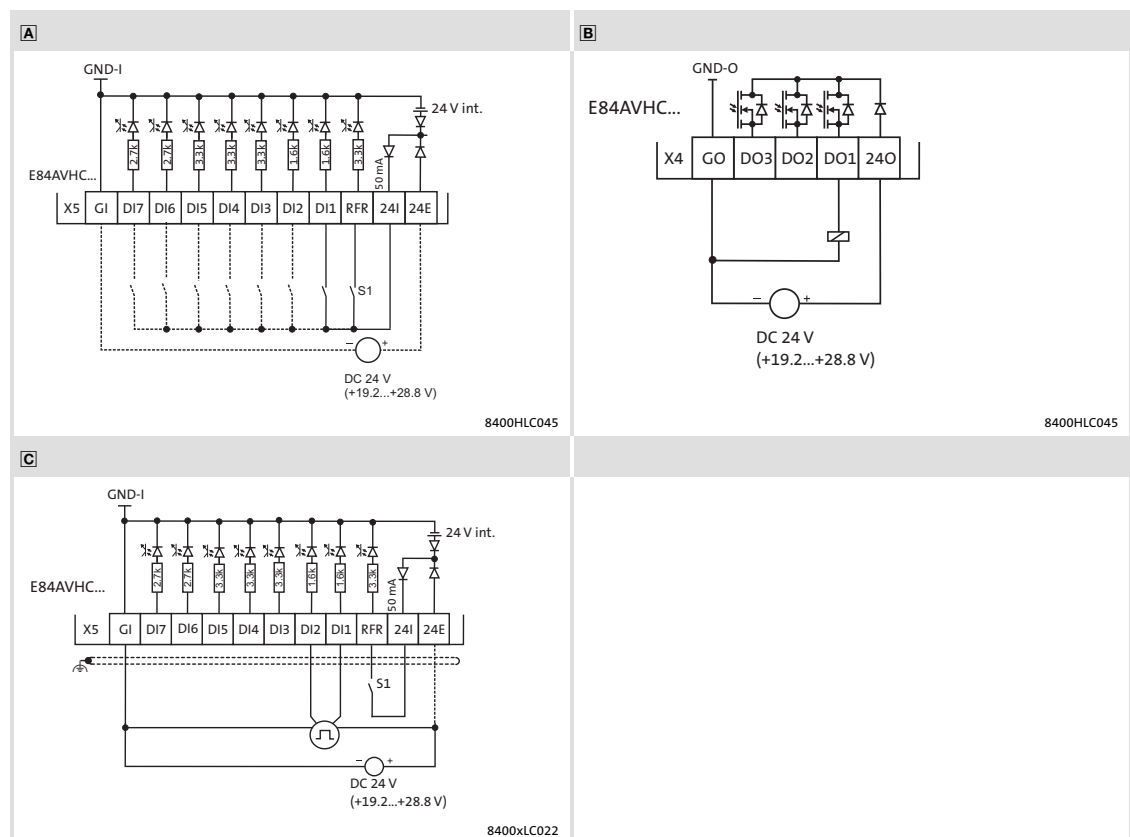 A
GND-I
24 V int.
2.7k 2.7k 3.3k 3.3k 3.3k 1.6k 1.6k 3.3k 50 mA
E84AVHC...
X5 GI DI7 DI6 DI5 DI4 DI3 DI2 DI1 RFR 24I 24E
S1
– +
DC 24 V
(+19.2...+28.8 V)
8400HLC045
B
GND-O
E84AVHC...
X4 GO DO3 DO2 DO1 24O
– +
DC 24 V
(+19.2...+28.8 V)
8400HLC045
C
GND-I
24 V int.
2.7k 2.7k 3.3k 3.3k 3.3k 1.6k 1.6k 3.3k 50 mA
E84AVHC...
X5 GI DI7 DI6 DI5 DI4 DI3 DI2 DI1 RFR 24I 24E
S1
– +
DC 24 V
(+19.2...+28.8 V)
8400xLC022